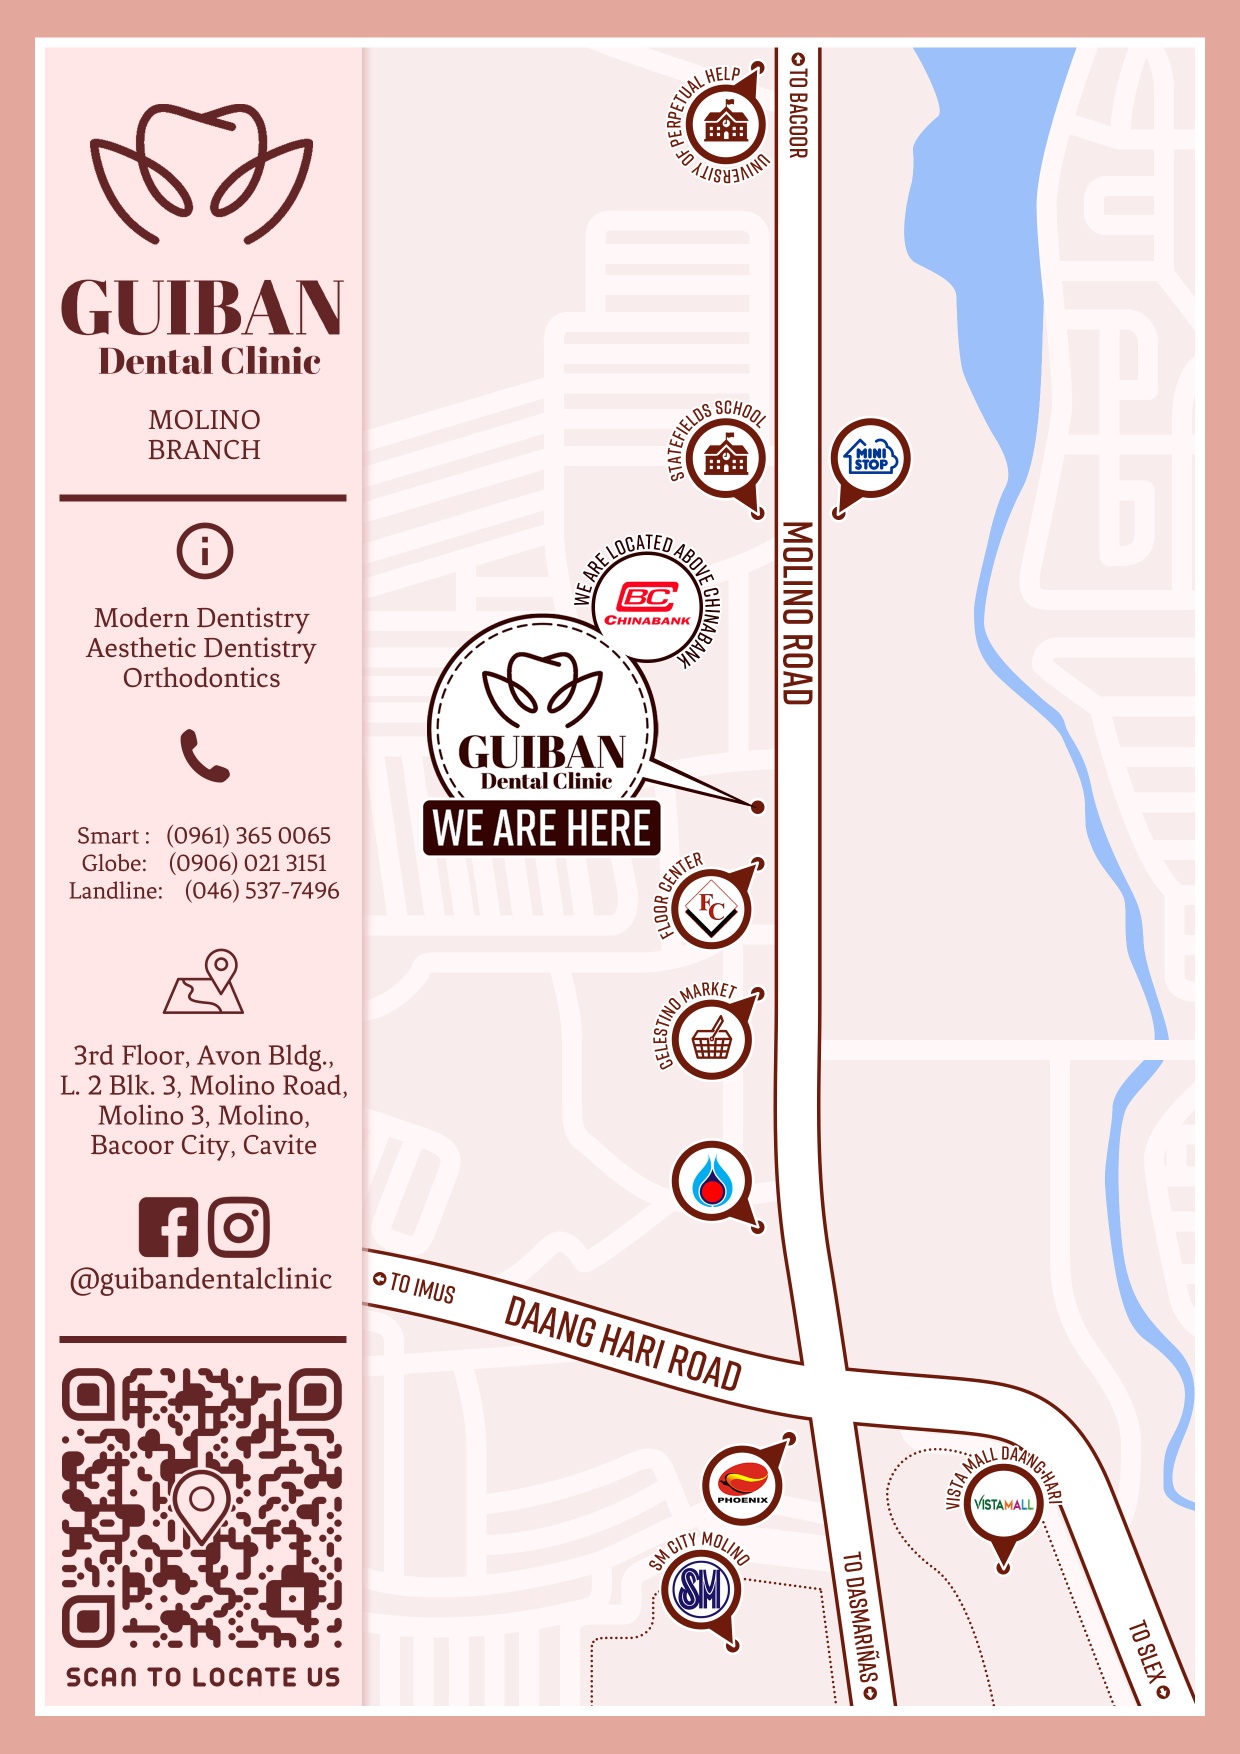 GUIBAN
Dental Clinic
MOLINO
BRANCH
Modern Dentistry
Aesthetic Dentistry
Orthodontics
Smart : (0961) 365 0065
Globe: (0906) 021 3151
Landline: (046) 537-7496
3rd Floor, Avon Bldg.,
L. 2 Blk. 3, Molino Road,
Molino 3, Molino,
Bacoor City, Cavite
@guibandentalclinic
SCAN TO LOCATE US
TO BACOOR
UNIVERSITY OF PERPETUAL HELP
STATEFIELDS SCHOOL
MINI
STOP
MOLINO ROAD
WE ARE LOCATED ABOVE CHINABANK
CBC
CHINABANK
GUIBAN
Dental Clinic
WE ARE HERE
FLOOR CENTER
FC
CELESTINO MARKET
TO IMUS
DAANG HARI ROAD
PHOENIX
VISTA MALL DAANG-HARI
VISTAMALL
SM CITY MOLINO
SM
TO DASMARIÑAS
TO SLEX